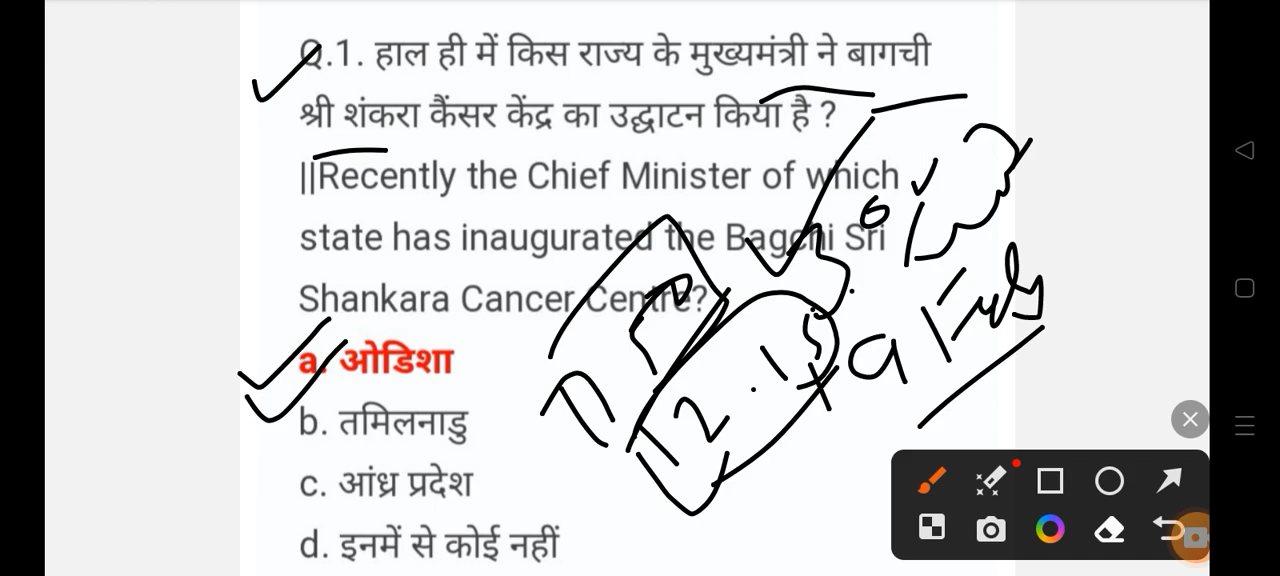 Q.1. हाल ही में किस राज्य के मुख्यमंत्री ने बागची
श्री शंकरा कैंसर केंद्र का उद्घाटन किया है ?
||Recently the Chief Minister of which
state has inaugurated the Bagchi Sri
Shankara Cancer Centre?
a. ओडिशा
b. तमिलनाडु
c. आंध्र प्रदेश
d. इनमें से कोई नहीं